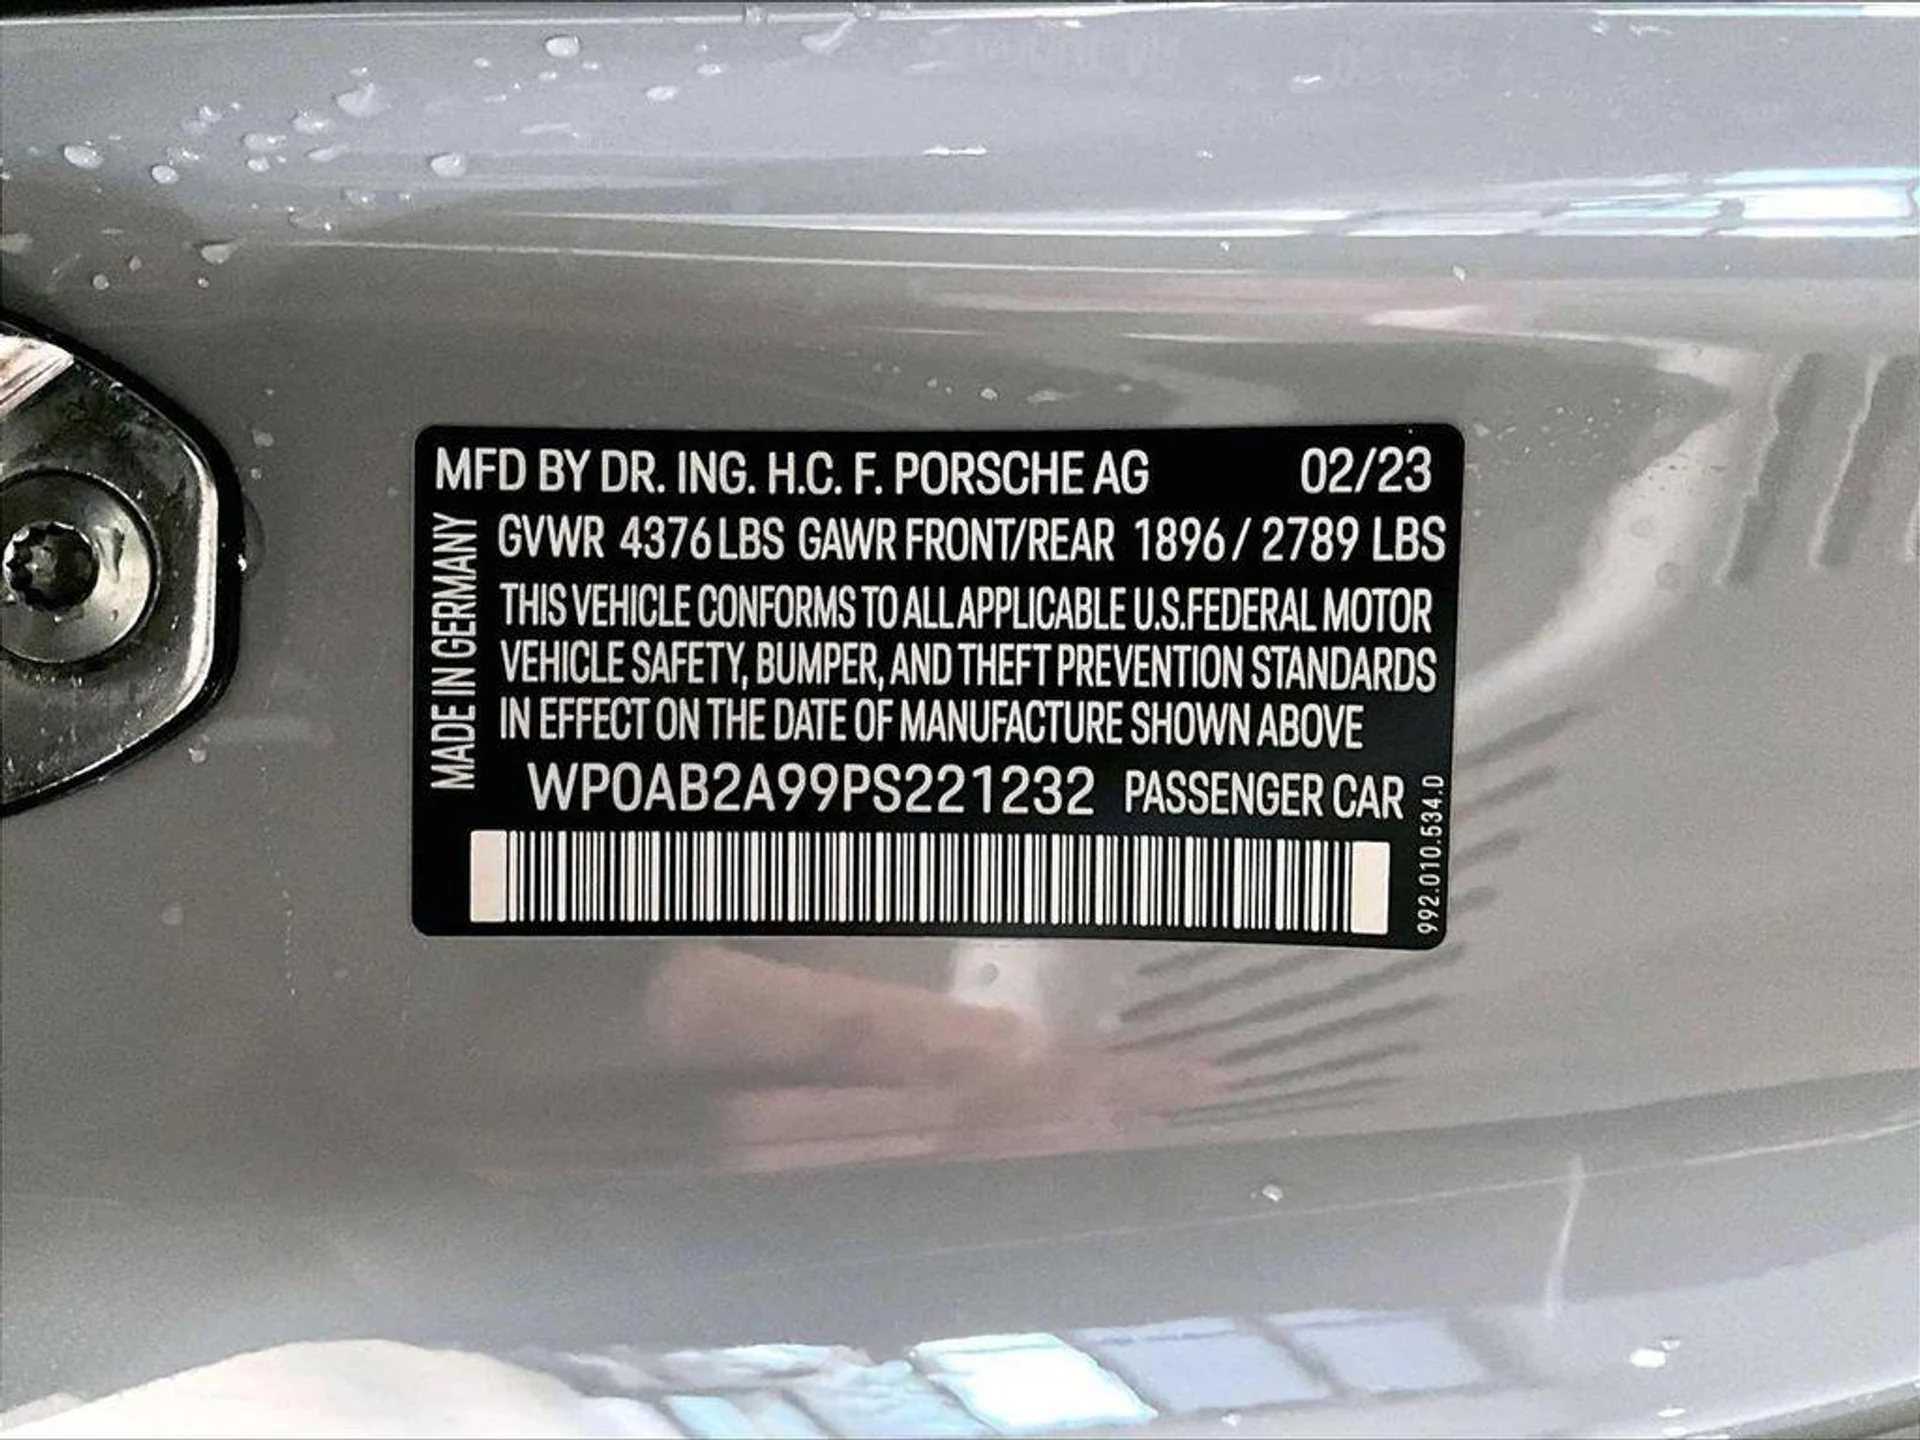 MFD BY DR. ING. H.C. F. PORSCHE AG 02/23
GVWR 4376 LBS GAWR FRONT/REAR 1896 / 2789 LBS
THIS VEHICLE CONFORMS TO ALL APPLICABLE U.S.FEDERAL MOTOR
VEHICLE SAFETY, BUMPER, AND THEFT PREVENTION STANDARDS
IN EFFECT ON THE DATE OF MANUFACTURE SHOWN ABOVE
WP0AB2A99PS221232 PASSENGER CAR
MADE IN GERMANY
992.010.534.0